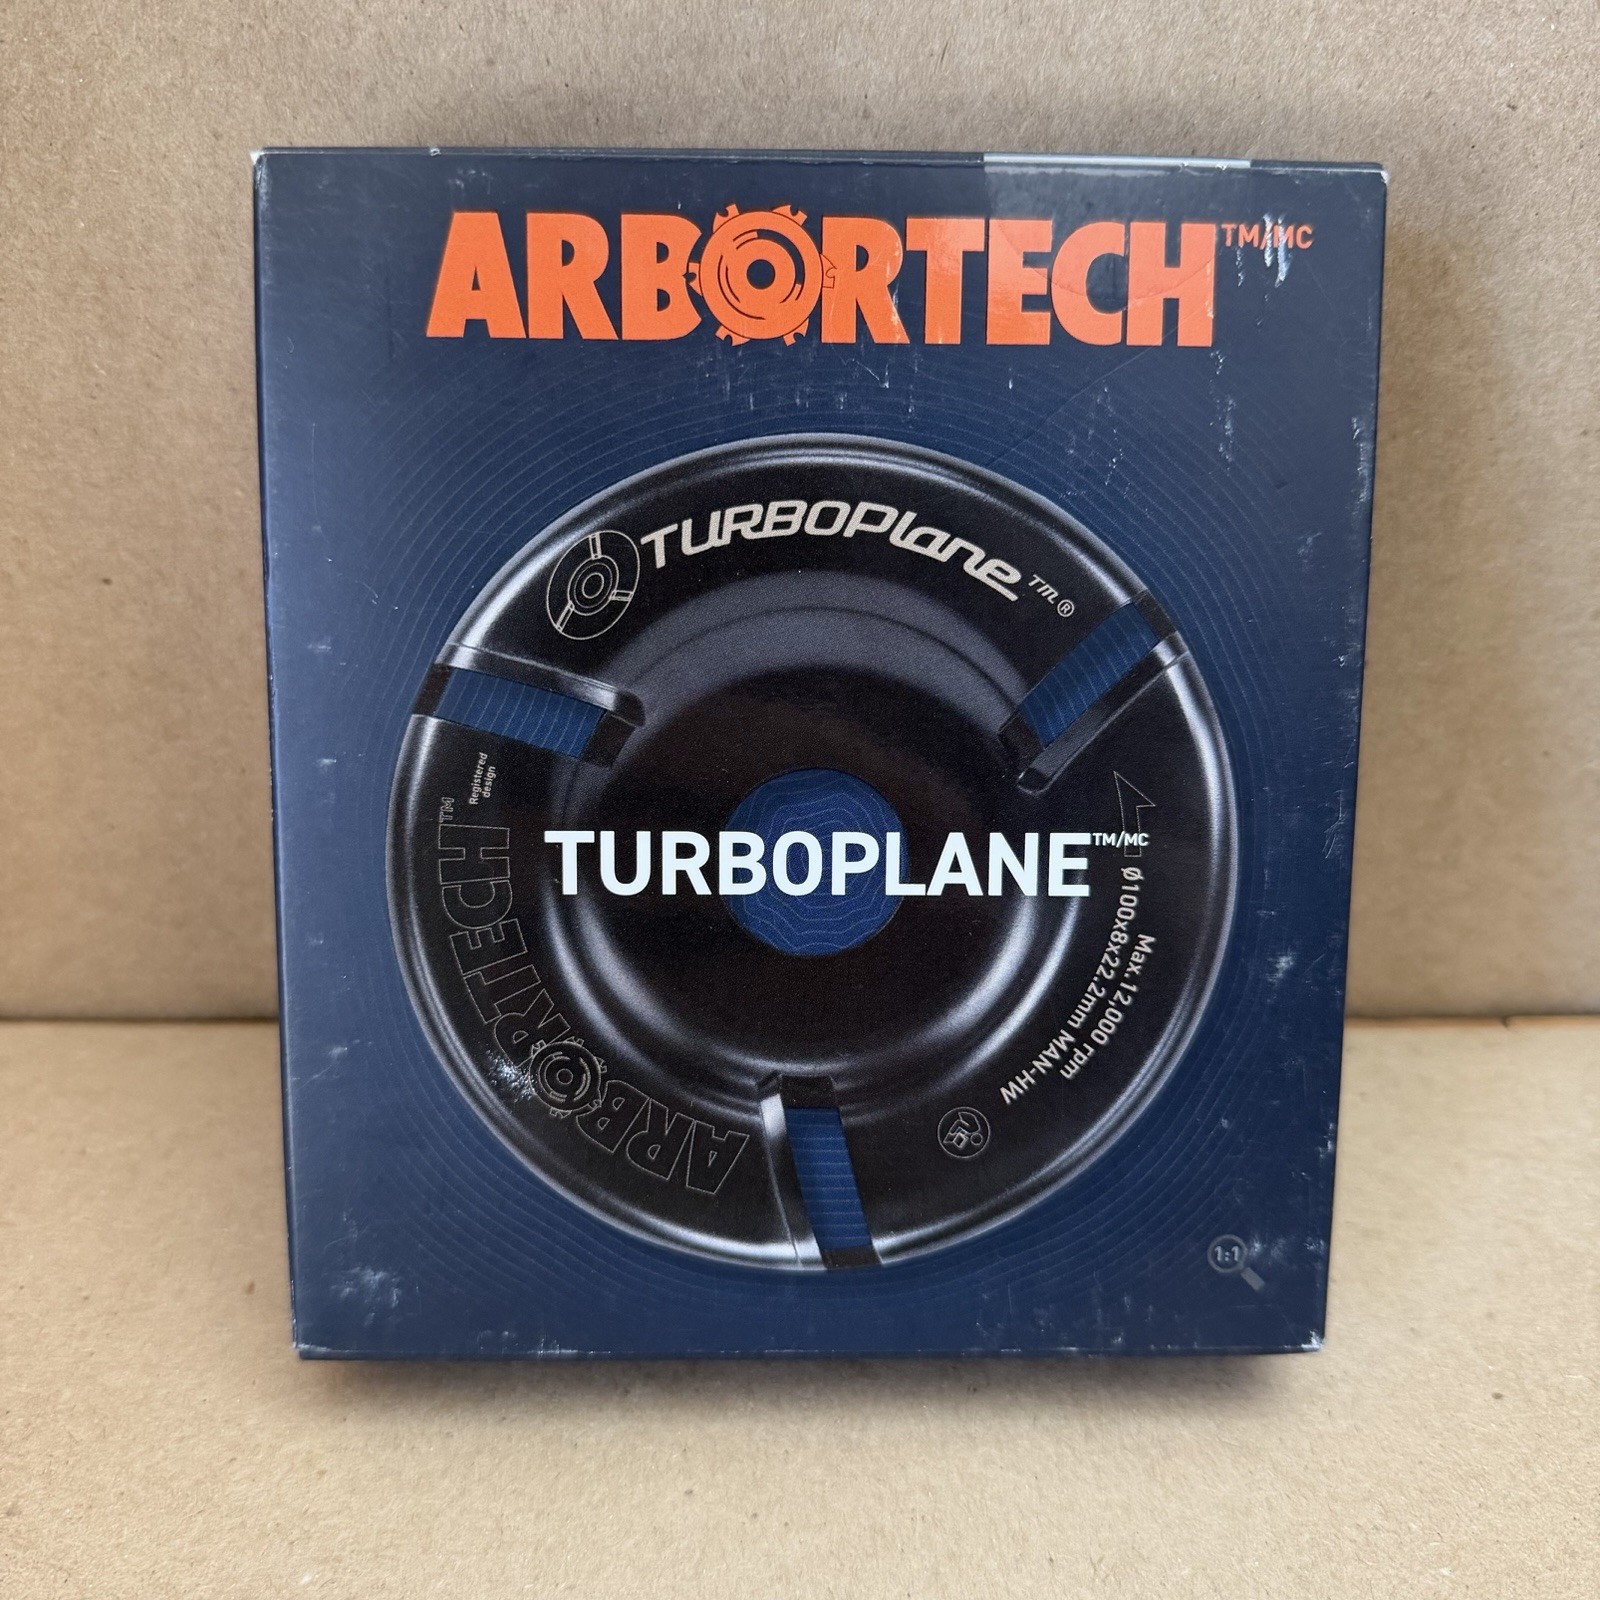 ARBORTECH™/MC
TURBOPlane™®
Registered
design
ARBORTECH™
TURBOPLANE™/MC
Max.12,000 rpm
Ø100x8x22.2mm MAN-HW
1:1